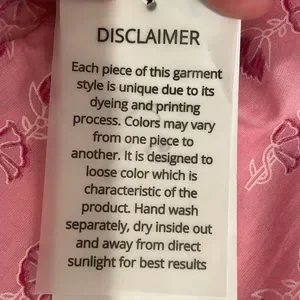 DISCLAIMER
Each piece of this garment
style is unique due to its
dyeing and printing
process. Colors may vary
from one piece to
another. It is designed to
loose color which is
characteristic of the
product. Hand wash
separately, dry inside out
and away from direct
sunlight for best results